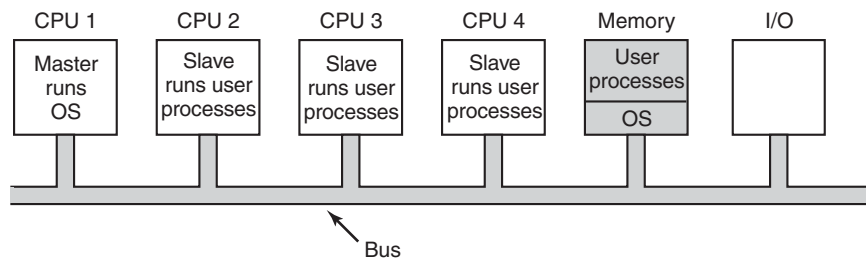 CPU 1
CPU 2
CPU 3
CPU 4
Memory
I/O
Master
runs
OS
Slave
runs user
processes
Slave
runs user
processes
Slave
runs user
processes
User
processes
OS
Bus